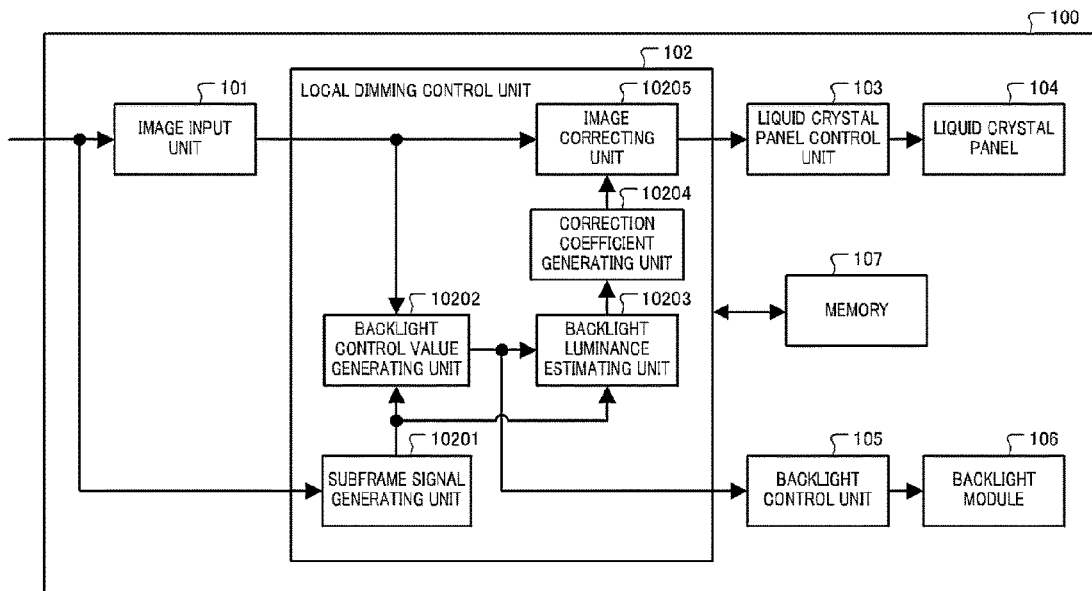 100
102
LOCAL DIMMING CONTROL UNIT
101
IMAGE INPUT
UNIT
10205
IMAGE
CORRECTING
UNIT
103
LIQUID CRYSTAL
PANEL CONTROL
UNIT
104
LIQUID CRYSTAL
PANEL
10204
CORRECTION
COEFFICIENT
GENERATING UNIT
107
MEMORY
10202
BACKLIGHT
CONTROL VALUE
GENERATING UNIT
10203
BACKLIGHT
LUMINANCE
ESTIMATING UNIT
10201
SUBFRAME SIGNAL
GENERATING UNIT
105
BACKLIGHT
CONTROL UNIT
106
BACKLIGHT
MODULE